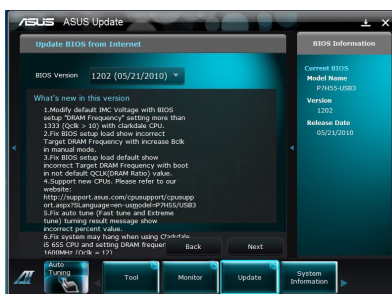 ASUS ASUS Update
Update BIOS from Internet
BIOS Version 1202 (05/21/2010)
What's new in this version
1.Modify default IMC Voltage with BIOS
setup "DRAM Frequency" setting more than
1333 (Qclk > 10) with clarkdale CPU.
2.Fix BIOS setup load show incorrect
Target DRAM Frequency with increase Bclk
in manual mode.
3.Fix BIOS setup load default show
incorrect Target DRAM Frequency with boot
in not default QCLK(DRAM Ratio) value.
4.Support new CPUs. Please refer to our
website:
http://support.asus.com/cpusupport/cpusupp
ort.aspx?SLanguage=en-us&model=P7H55/USB3
5.Fix auto tune (Fast tune and Extreme
tune) turning result message show
incorrect percent value.
6.Fix system may hang when using Clarkdale
i5 655 CPU and setting DRAM frequen
1600MHz (Qclk = 12)
Back
Next
BIOS Information
Current BIOS
Model Name
P7H55-USB3
Version
1202
Release Date
05/21/2010
Auto
Tuning
Tool
Monitor
Update
System
Information